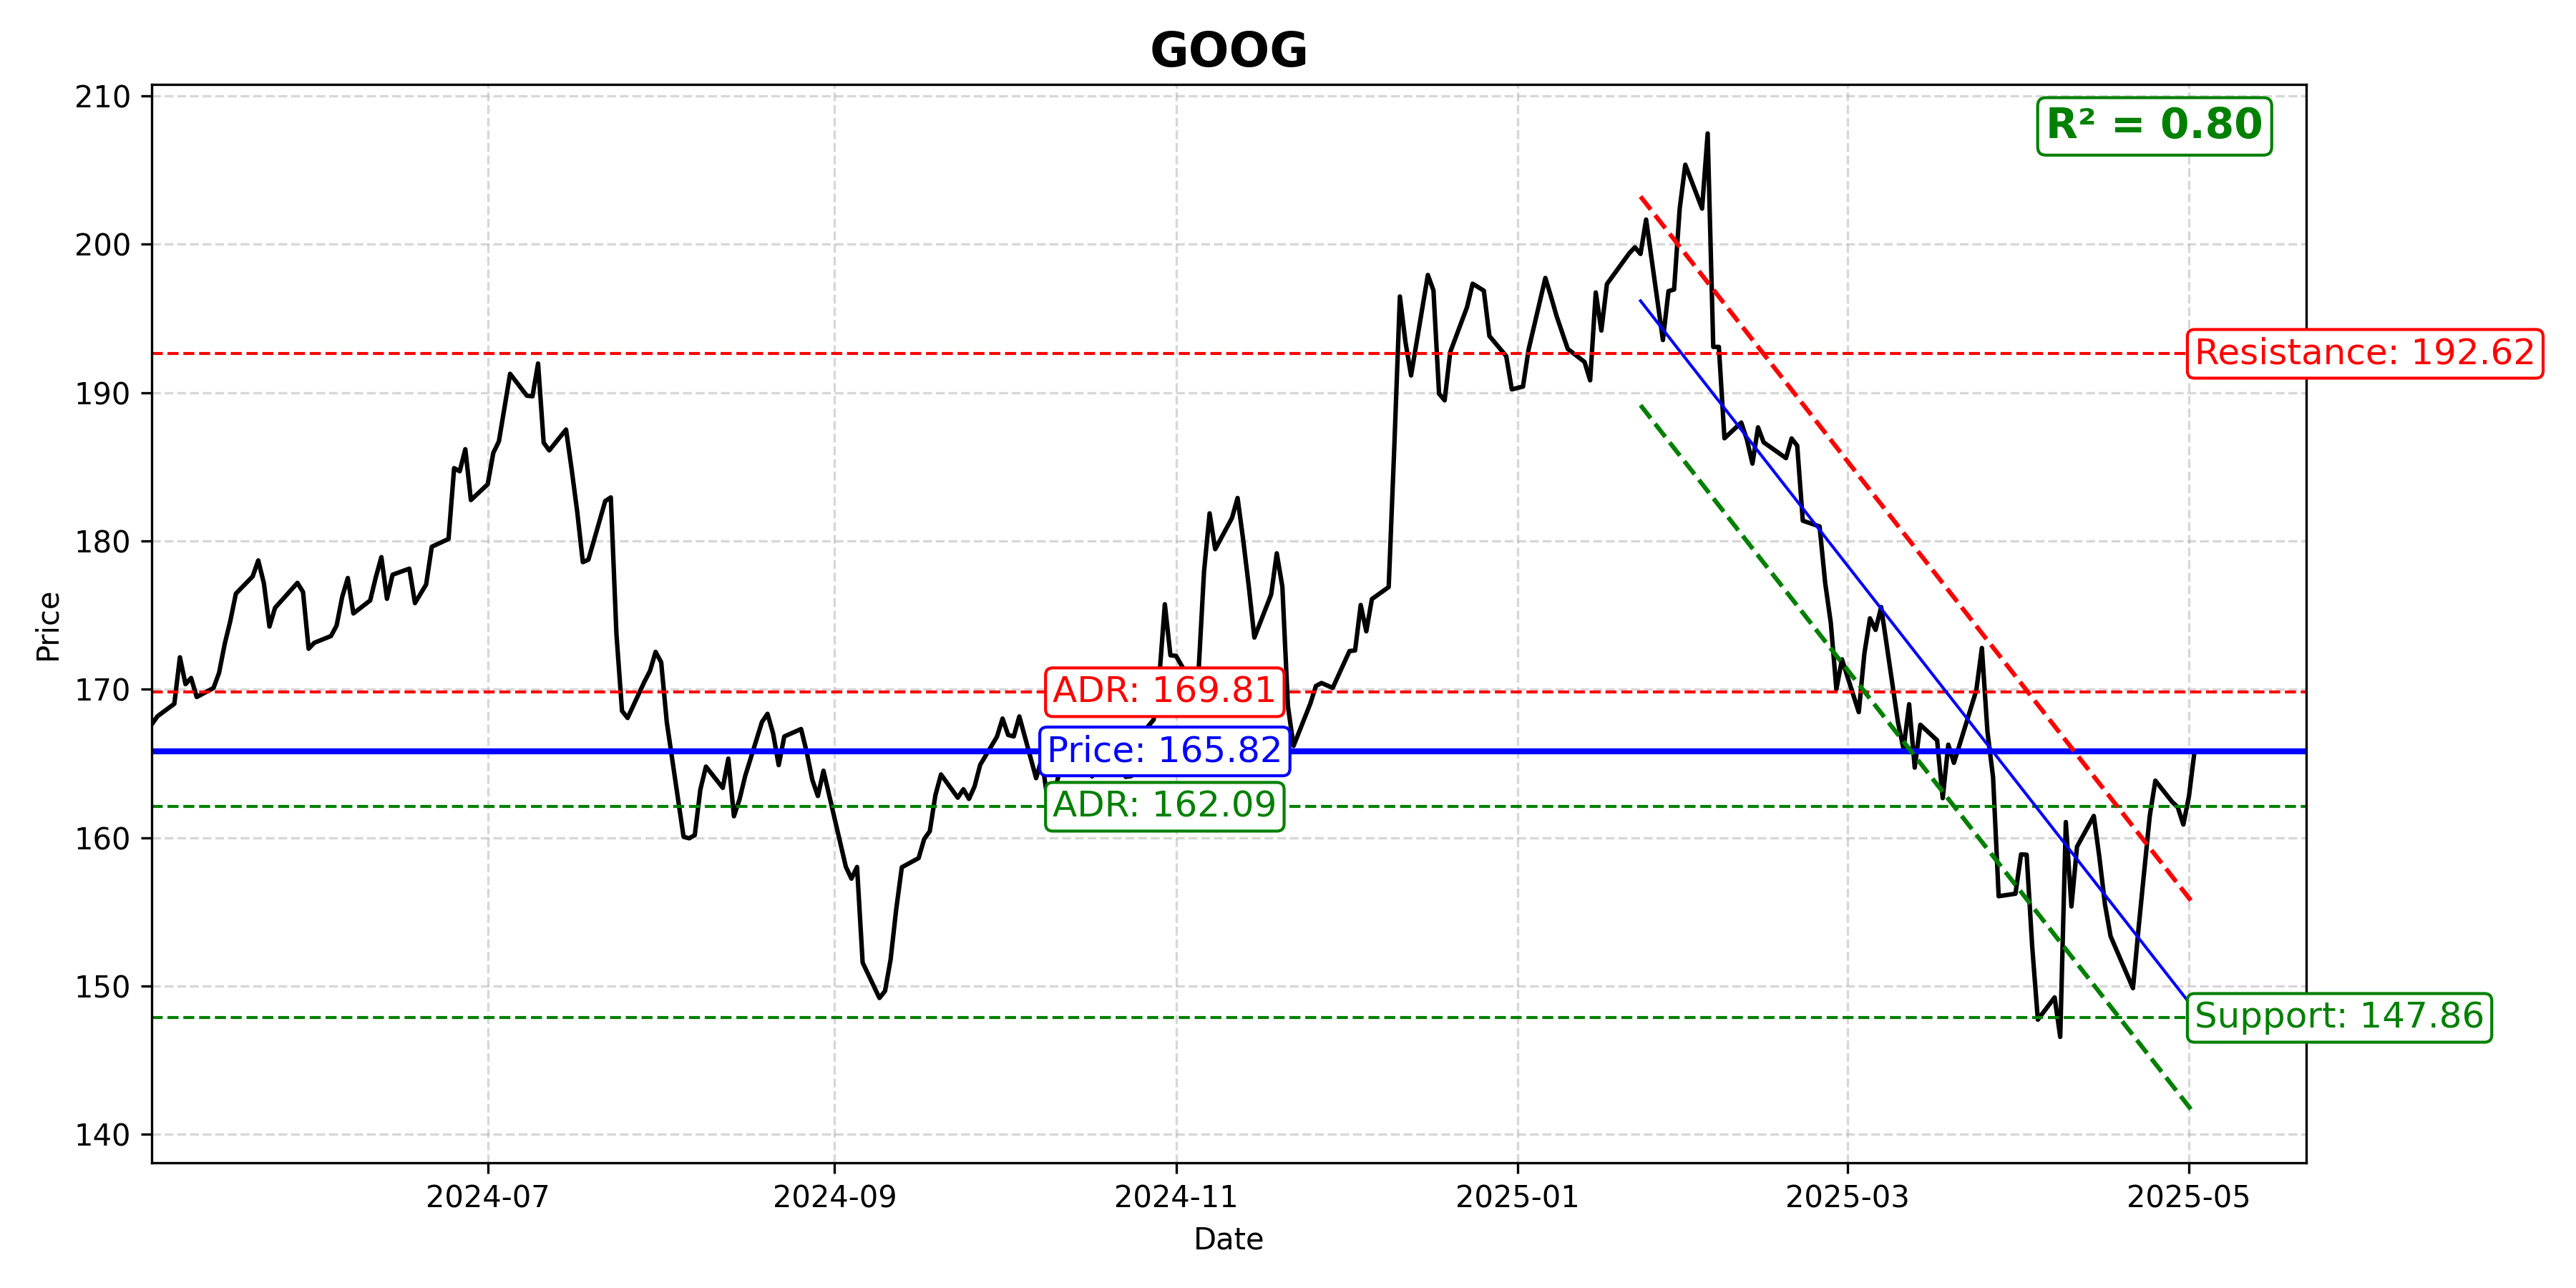 GOOG
210
R² = 0.80
200
Resistance: 192.62
190
180
Price
170
ADR: 169.81
Price: 165.82
ADR: 162.09
160
150
Support: 147.86
140
2024-07 2024-09 2024-11 2025-01 2025-03 2025-05
Date